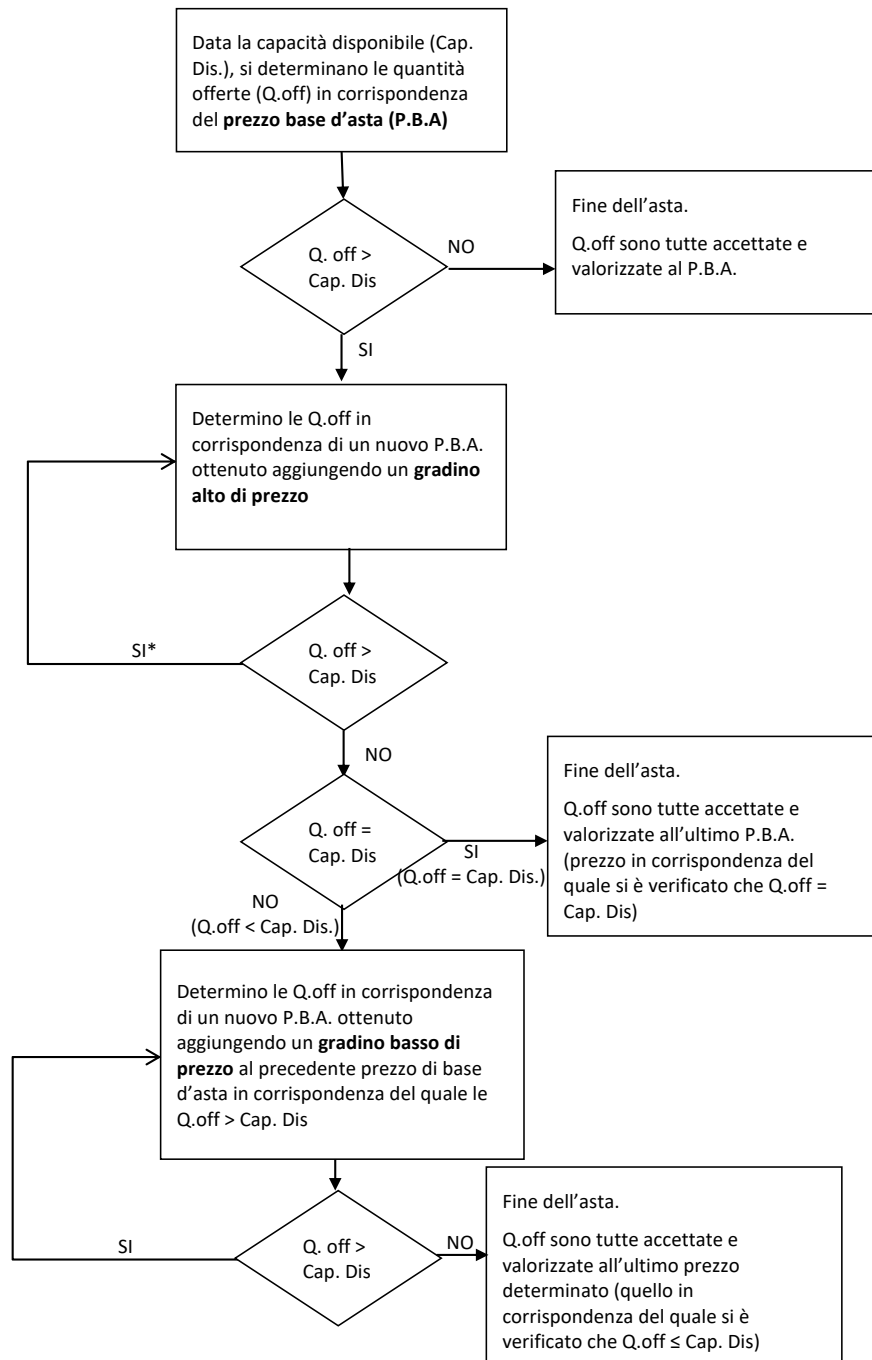 Data la capacità disponibile (Cap.
Dis.), si determinano le quantità
offerte (Q.off) in corrispondenza
del prezzo base d'asta (P.B.A)
Q. off >
Cap. Dis
NO
Fine dell'asta.
Q.off sono tutte accettate e
valorizzate al P.B.A.
SI
Determino le Q.off in
corrispondenza di un nuovo P.B.A.
ottenuto aggiungendo un gradino
alto di prezzo
SI*
Q. off >
Cap. Dis
NO
Q. off =
Cap. Dis
SI
(Q.off = Cap. Dis.)
Fine dell'asta.
Q.off sono tutte accettate e
valorizzate all'ultimo P.B.A.
(prezzo in corrispondenza del
quale si è verificato che Q.off =
Cap. Dis)
NO
(Q.off < Cap. Dis.)
Determino le Q.off in corrispondenza
di un nuovo P.B.A. ottenuto
aggiungendo un gradino basso di
prezzo al precedente prezzo di base
d'asta in corrispondenza del quale le
Q.off > Cap. Dis
SI
Q. off >
Cap. Dis
NO
Fine dell'asta.
Q.off sono tutte accettate e
valorizzate all'ultimo prezzo
determinato (quello in
corrispondenza del quale si è
verificato che Q.off ≤ Cap. Dis)